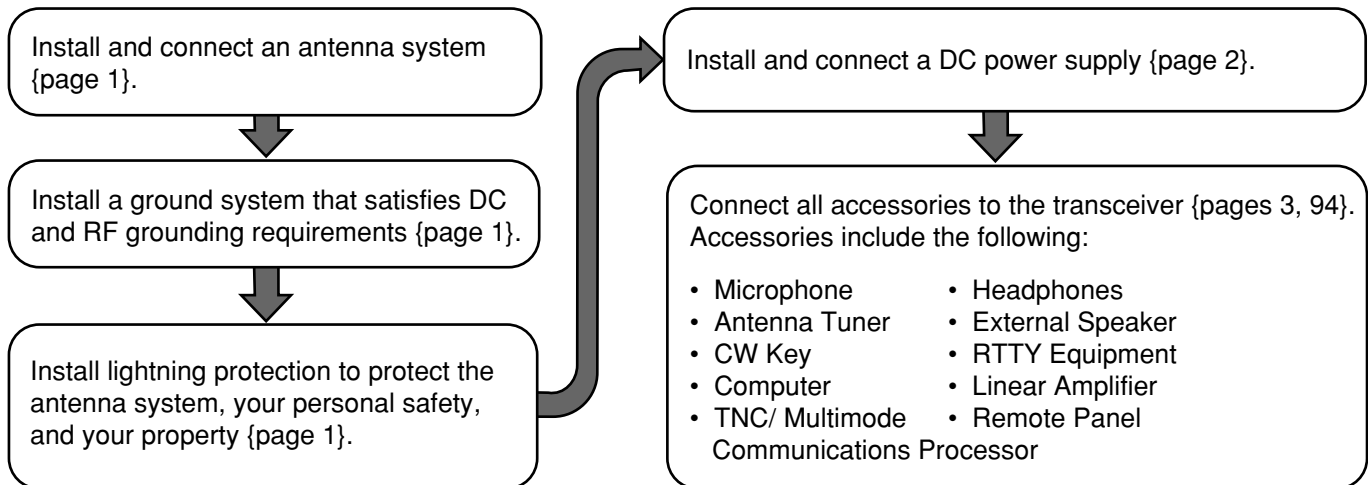 Install and connect an antenna system
{page 1}.
Install a ground system that satisfies DC
and RF grounding requirements {page 1}.
Install lightning protection to protect the
antenna system, your personal safety,
and your property {page 1}.
Install and connect a DC power supply {page 2}.
Connect all accessories to the transceiver {pages 3, 94}.
Accessories include the following:
• Microphone
• Antenna Tuner
• CW Key
• Computer
• TNC/ Multimode
Communications Processor
• Headphones
• External Speaker
• RTTY Equipment
• Linear Amplifier
• Remote Panel